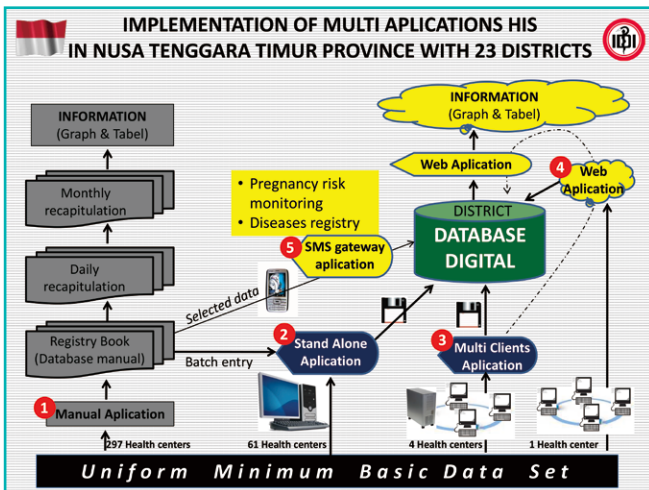 IMPLEMENTATION OF MULTI APLICATIONS HIS
IN NUSA TENGGARA TIMUR PROVINCE WITH 23 DISTRICTS
IDI
INFORMATION
(Graph & Tabel)
Monthly
recapitulation
Daily
recapitulation
Registry Book
(Database manual)
1
Manual Aplication
297 Health centers
INFORMATION
(Graph & Tabel)
Web Aplication
4
Web
Aplication
• Pregnancy risk
monitoring
• Diseases registry
5
SMS gateway
aplication
DISTRICT
DATABASE
DIGITAL
Selected data
Batch entry
2
Stand Alone
Aplication
3
Multi Clients
Aplication
61 Health centers
4 Health centers
1 Health center
Uniform Minimum Basic Data Set